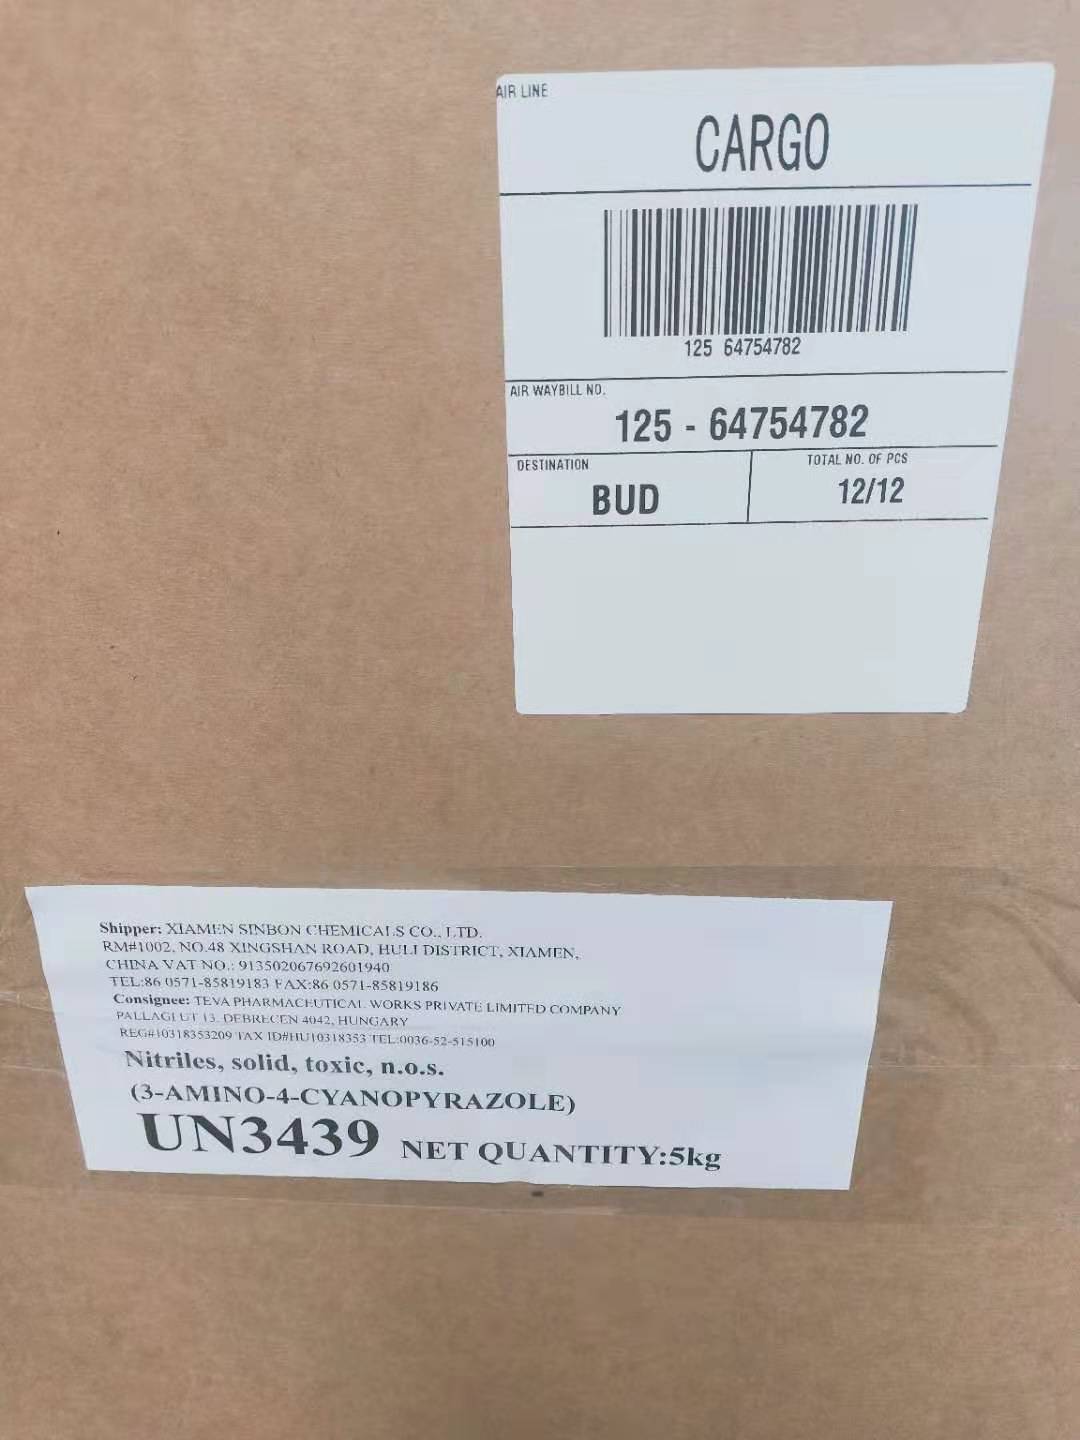 AIR LINE
CARGO
125 64754782
AIR WAYBILL NO.
125 - 64754782
DESTINATION
BUD
TOTAL NO. OF PCS
12/12
Shipper: XIAMEN SINBON CHEMICALS CO., LTD.
RM#1002, NO.48 XINGSHAN ROAD, HULI DISTRICT, XIAMEN,
CHINA VAT NO.: 913502067692601940
TEL:86 0571-85819183 FAX:86 0571-85819186
Consignee: TEVA PHARMACEUTICAL WORKS PRIVATE LIMITED COMPANY
PALLAGI UT 13. DEBRECEN 4042, HUNGARY
REG#10318353209 TAX ID#HU10318353 TEL:0036-52-515100
Nitriles, solid, toxic, n.o.s.
(3-AMINO-4-CYANOPYRAZOLE)
UN3439 NET QUANTITY:5kg